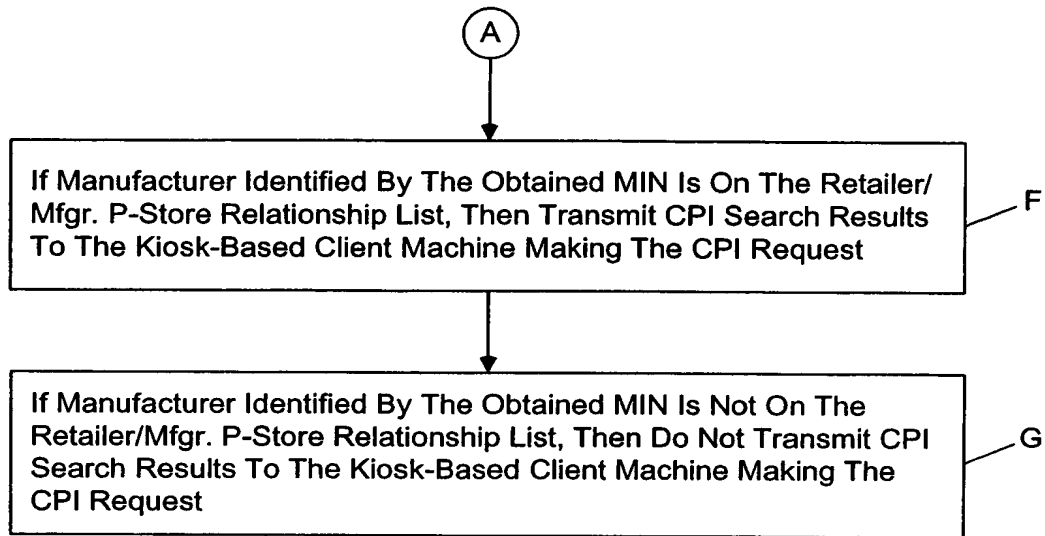 A
If Manufacturer Identified By The Obtained MIN Is On The Retailer/
Mfgr. P-Store Relationship List, Then Transmit CPI Search Results
To The Kiosk-Based Client Machine Making The CPI Request
F
If Manufacturer Identified By The Obtained MIN Is Not On The
Retailer/Mfgr. P-Store Relationship List, Then Do Not Transmit CPI
Search Results To The Kiosk-Based Client Machine Making The
CPI Request
G